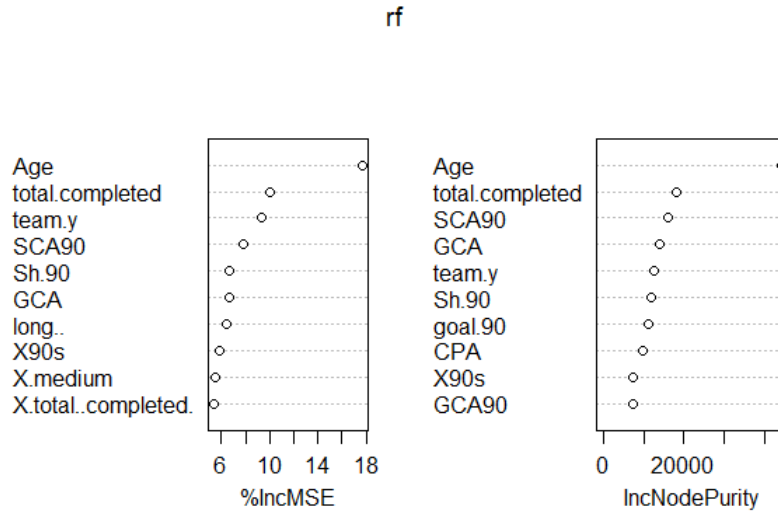 rf
Age
total.completed
team.y
SCA90
Sh.90
GCA
long..
X90s
X.medium
X.total..completed.
6 10 14 18
%IncMSE
Age
total.completed
SCA90
GCA
team.y
Sh.90
goal.90
CPA
X90s
GCA90
0 20000
IncNodePurity